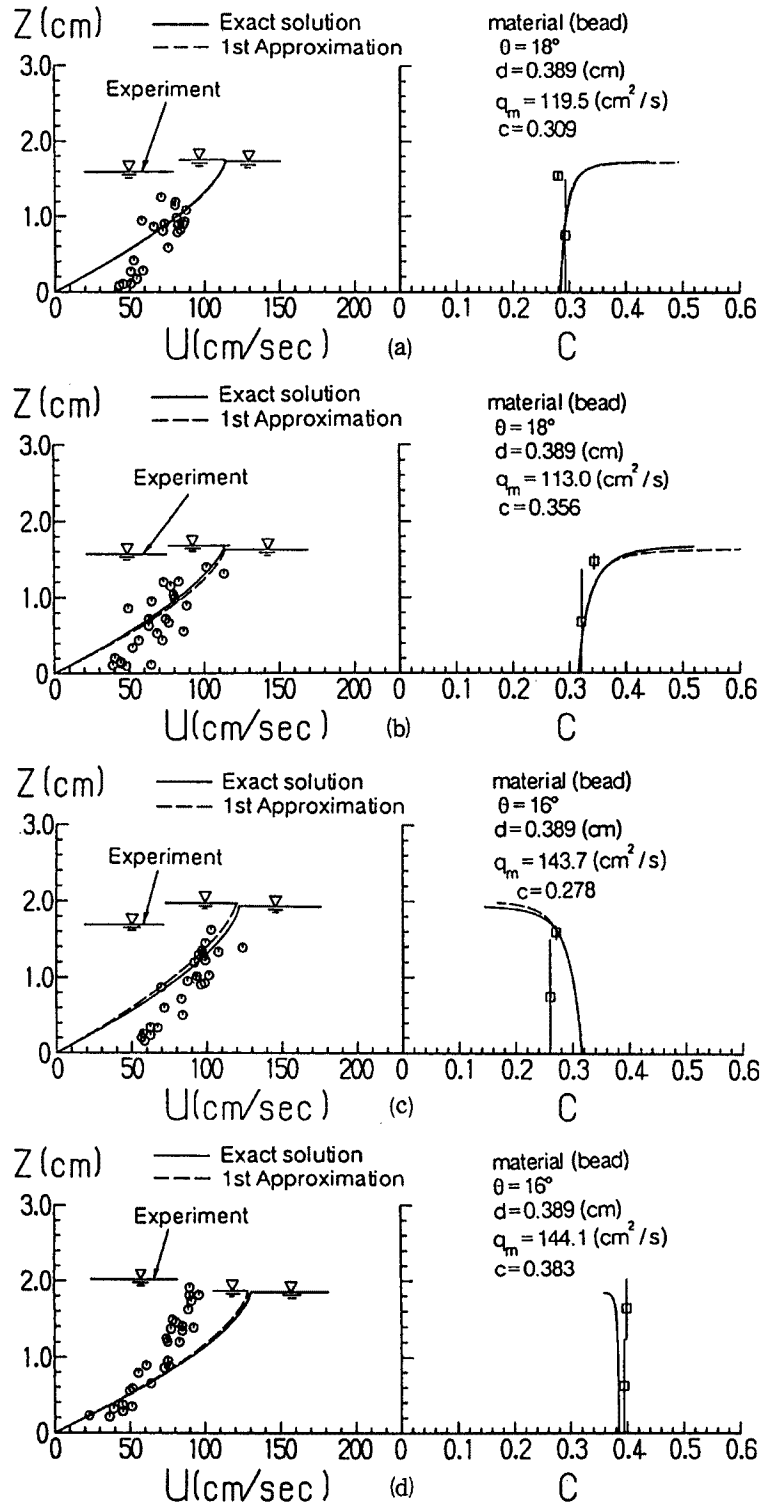 Z(cm)
Exact solution
1st Approximation
material (bead)
θ=18°
d=0.389 (cm)
q_m=119.5 (cm²/s)
c=0.309
Experiment
3.0
2.0
1.0
0
0 50 100 150 200 0 0.1 0.2 0.3 0.4 0.5 0.6
U(cm/sec) (a) C
Z(cm)
Exact solution
1st Approximation
material (bead)
θ=18°
d=0.389 (cm)
q_m=113.0 (cm²/s)
c=0.356
Experiment
3.0
2.0
1.0
0
0 50 100 150 200 0 0.1 0.2 0.3 0.4 0.5 0.6
U(cm/sec) (b) C
Z(cm)
Exact solution
1st Approximation
material (bead)
θ=16°
d=0.389 (cm)
q_m=143.7 (cm²/s)
c=0.278
Experiment
3.0
2.0
1.0
0
0 50 100 150 200 0 0.1 0.2 0.3 0.4 0.5 0.6
U(cm/sec) (c) C
Z(cm)
Exact solution
1st Approximation
material (bead)
θ=16°
d=0.389 (cm)
q_m=144.1 (cm²/s)
c=0.383
Experiment
3.0
2.0
1.0
0
0 50 100 150 200 0 0.1 0.2 0.3 0.4 0.5 0.6
U(cm/sec) (d) C